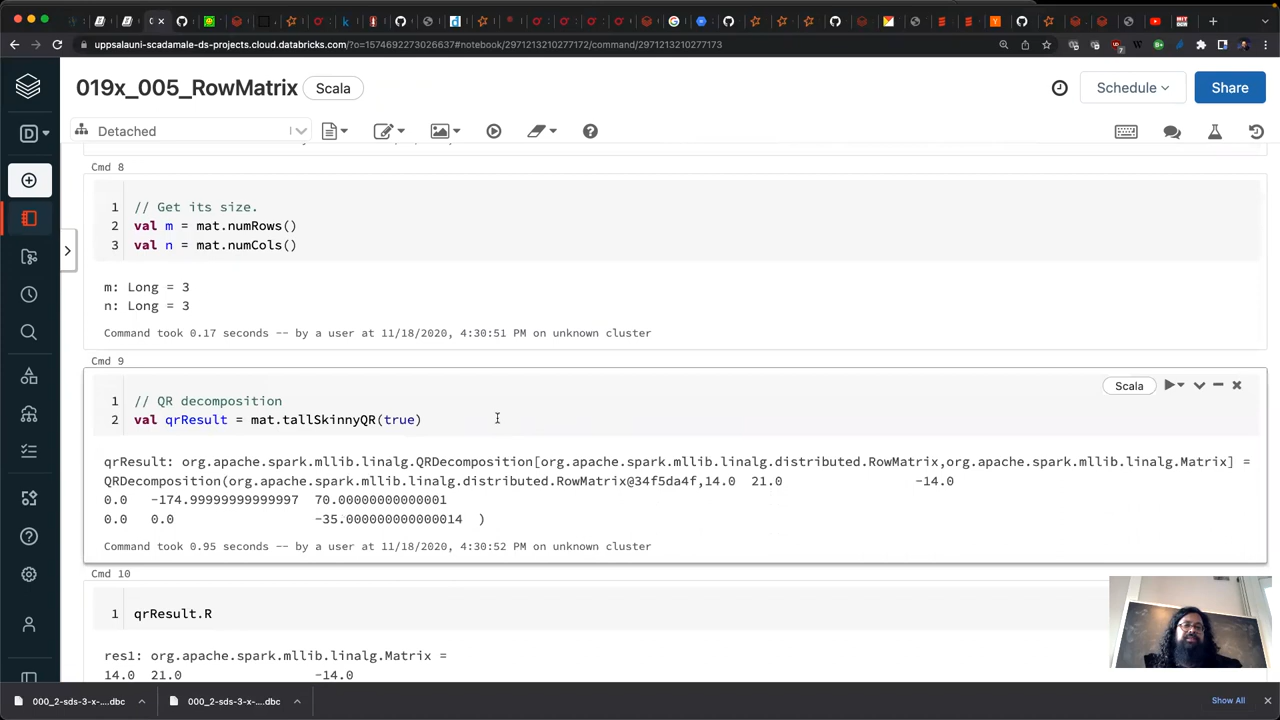 uppsalauni-scadamale-ds-projects.cloud.databricks.com/?o=1574692273026637#notebook/2971213210277172/command/2971213210277173
019x_005_RowMatrix Scala
Schedule
Share
D
Detached
Cmd 8
1 // Get its size.
2 val m = mat.numRows()
3 val n = mat.numCols()
m: Long = 3
n: Long = 3
Command took 0.17 seconds -- by a user at 11/18/2020, 4:30:51 PM on unknown cluster
Cmd 9
Scala
1 // QR decomposition
2 val qrResult = mat.tallSkinnyQR(true)
qrResult: org.apache.spark.mllib.linalg.QRDecomposition[org.apache.spark.mllib.linalg.distributed.RowMatrix,org.apache.spark.mllib.linalg.Matrix] =
QRDecomposition(org.apache.spark.mllib.linalg.distributed.RowMatrix@34f5da4f,14.0 21.0 -14.0
0.0 -174.99999999999997 70.00000000000001
0.0 0.0 -35.000000000000014 )
Command took 0.95 seconds -- by a user at 11/18/2020, 4:30:52 PM on unknown cluster
Cmd 10
1 qrResult.R
res1: org.apache.spark.mllib.linalg.Matrix =
14.0 21.0 -14.0
000_2-sds-3-x-....dbc
000_2-sds-3-x-....dbc
Show All